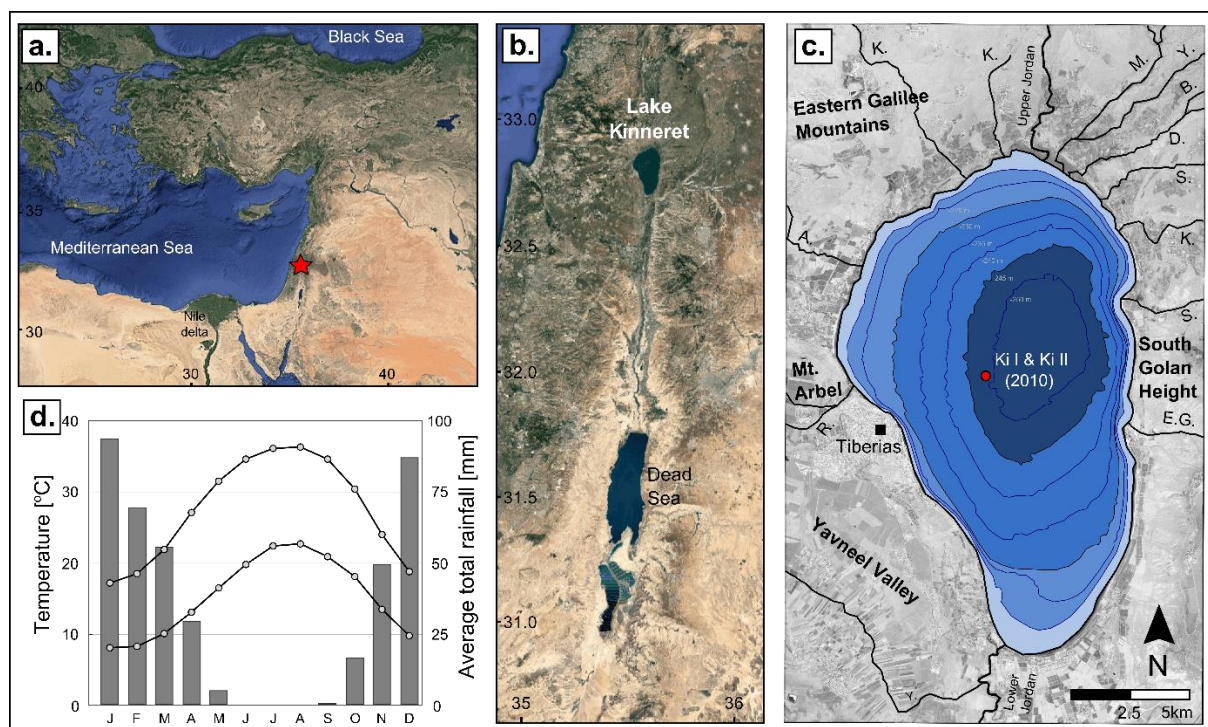 a.
Black Sea
40
35
Mediterranean Sea
30
Nile
delta
30
40
b.
Lake
Kinneret
33.0
32.5
32.0
31.5
Dead
Sea
31.0
35
36
c.
K.
K.
Upper Jordan
M.
Y.
B.
D.
S.
Eastern Galilee
Mountains
A.
K.
S.
-240 m
-245 m
-250 m
Ki I & Ki II
(2010)
South
Golan
Height
Mt.
Arbel
R.
E.G.
Tiberias
Yavneel Valley
Y.
Lower
Jordan
N
2.5
5km
d.
Temperature [°C]
40
30
20
10
0
Average total rainfall [mm]
100
75
50
25
0
J F M A M J J A S O N D